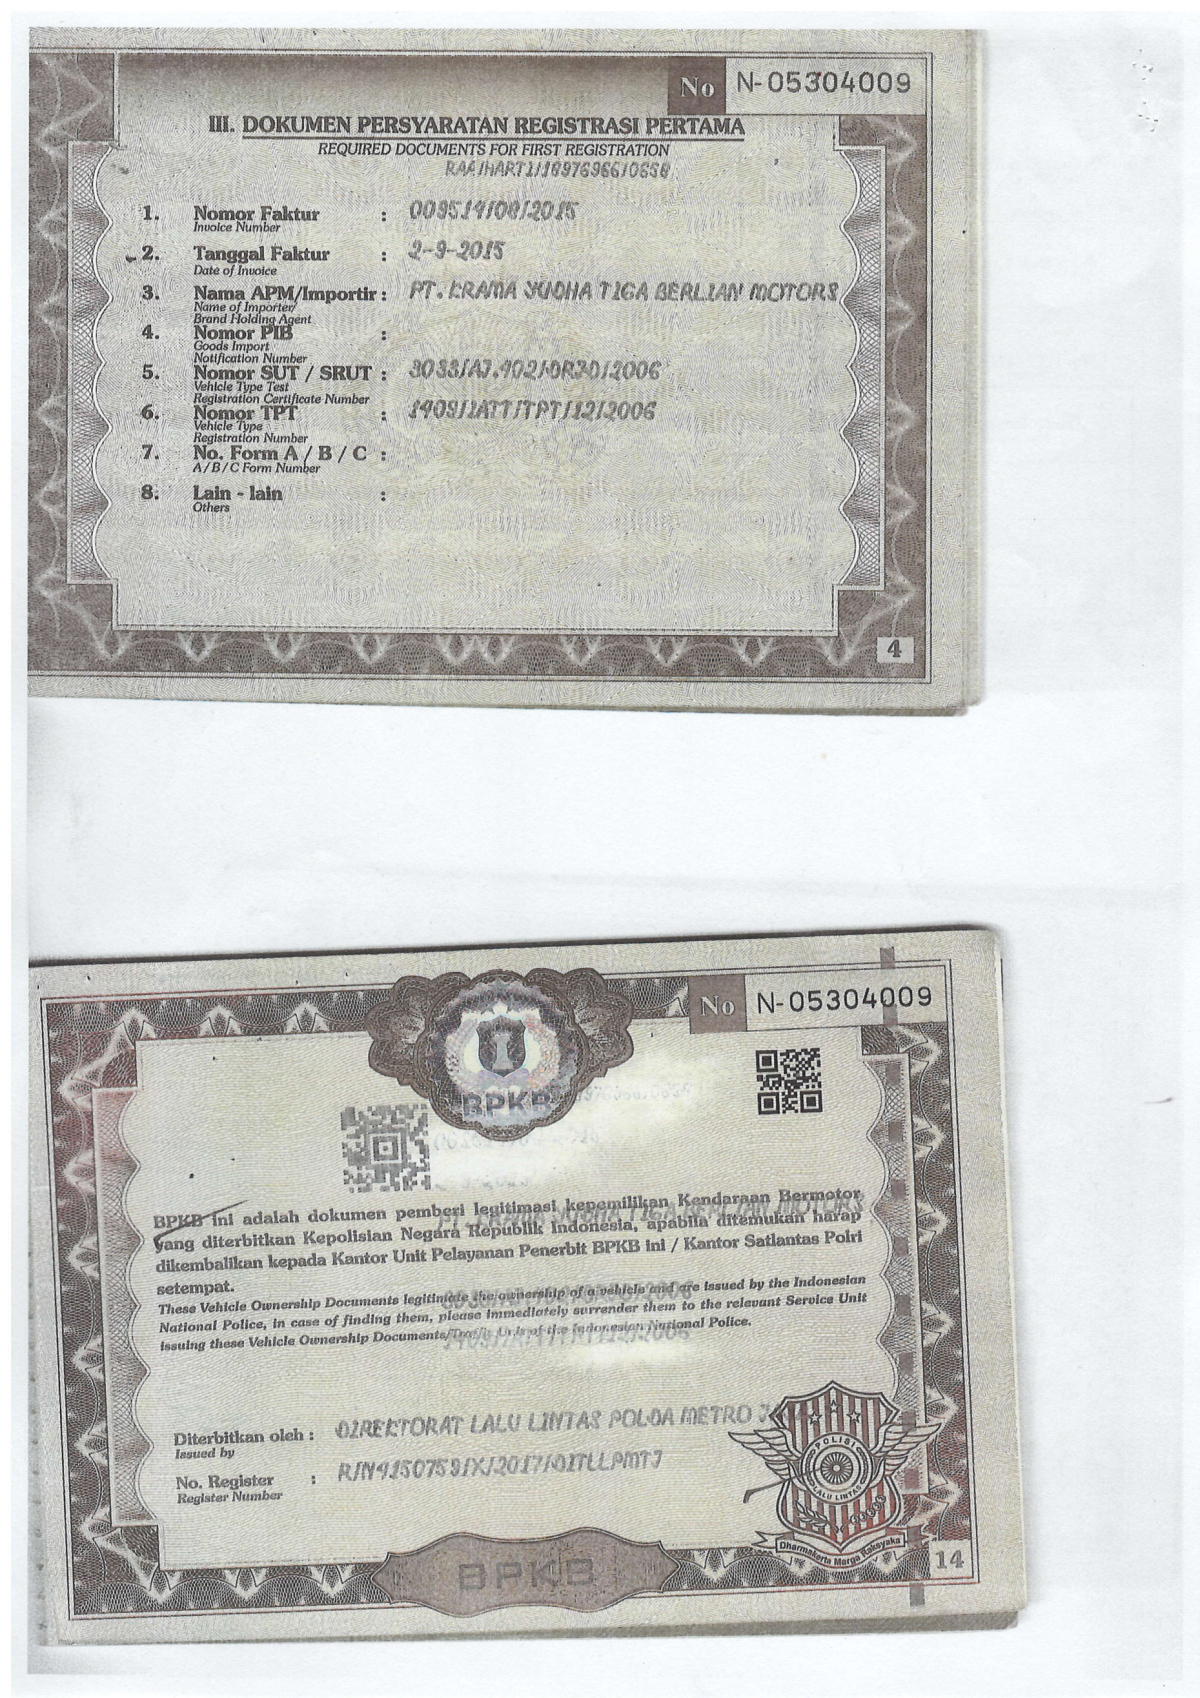 No N-05304009
III. DOKUMEN PERSYARATAN REGISTRASI PERTAMA
REQUIRED DOCUMENTS FOR FIRST REGISTRATION
1. Nomor Faktur :
Invoice Number
2. Tanggal Faktur : 2-9-2015
Date of Invoice
3. Nama APM/Importir : PT. KRAMA YUDHA TIGA BERLIAN MOTORS
Name of Importer/
Brand Holding Agent
4. Nomor PIB :
Goods Import
Notification Number
5. Nomor SUT / SRUT :
Vehicle Type Test
Registration Certificate Number
6. Nomor TPT :
Vehicle Type
Registration Number
7. No. Form A / B / C :
A / B / C Form Number
8. Lain - lain :
Others
4
No N-05304009
BPKB
BPKB ini adalah dokumen pemberi legitimasi kepemilikan Kendaraan Bermotor
yang diterbitkan Kepolisian Negara Republik Indonesia, apabila ditemukan harap
dikembalikan kepada Kantor Unit Pelayanan Penerbit BPKB ini / Kantor Satlantas Polri
setempat.
These Vehicle Ownership Documents legitimiate the ownership of a vehicle and are issued by the Indonesian
National Police, in case of finding them, please immediately surrender them to the relevant Service Unit
issuing these Vehicle Ownership Documents/Traffic Units of the Indonesian National Police.
Diterbitkan oleh : DIREKTORAT LALU LINTAS POLDA METRO
Issued by
No. Register :
Register Number
POLISI
LALU LINTAS
Dharmakerta Marga Raksyaka
BPKB
14